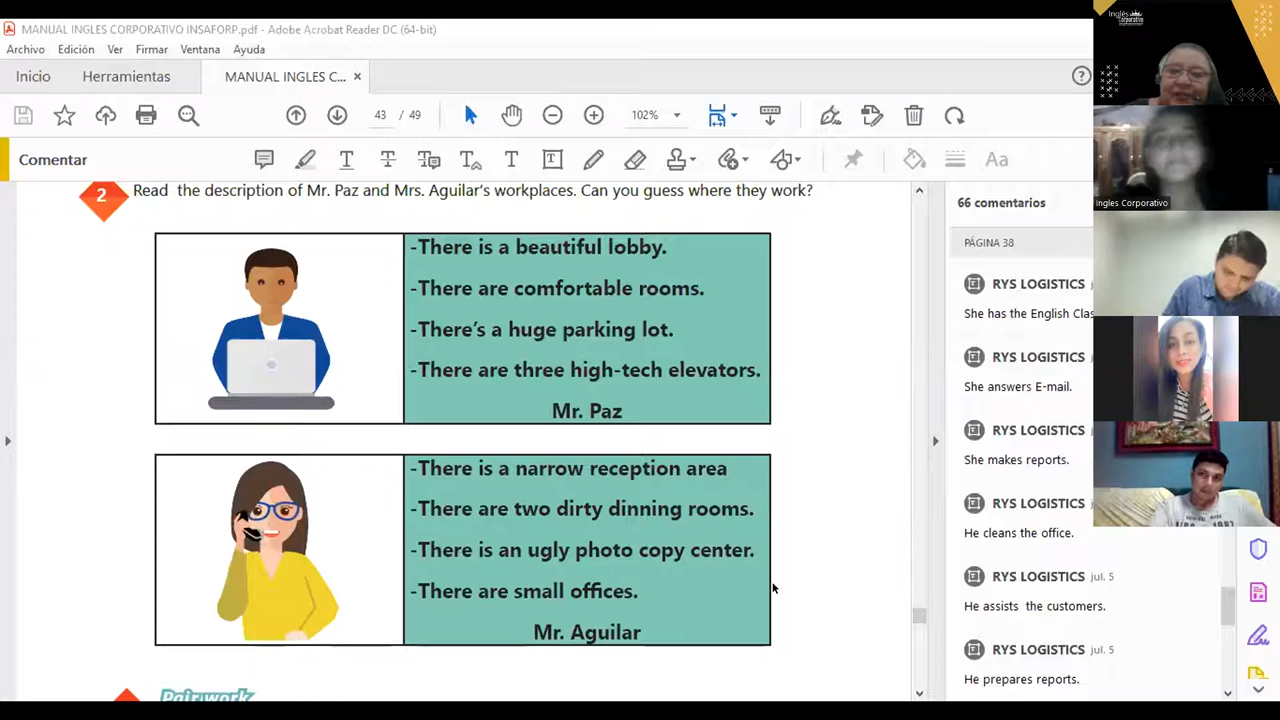 MANUAL INGLES CORPORATIVO INSAFORP.pdf - Adobe Acrobat Reader DC (64-bit)
Archivo Edición Ver Firmar Ventana Ayuda
Inicio Herramientas MANUAL INGLES C... ×
43 / 49 102%
Comentar
2 Read the description of Mr. Paz and Mrs. Aguilar's workplaces. Can you guess where they work?
-There is a beautiful lobby.
-There are comfortable rooms.
-There's a huge parking lot.
-There are three high-tech elevators.
Mr. Paz
-There is a narrow reception area
-There are two dirty dinning rooms.
-There is an ugly photo copy center.
-There are small offices.
Mr. Aguilar
Pair work
66 comentarios
PÁGINA 38
RYS LOGISTICS
She has the English Clas
RYS LOGISTICS
She answers E-mail.
RYS LOGISTICS
She makes reports.
RYS LOGISTICS
He cleans the office.
RYS LOGISTICS jul. 5
He assists the customers.
RYS LOGISTICS jul. 5
He prepares reports.
Inglés
Corporativo
Ingles Corporativo